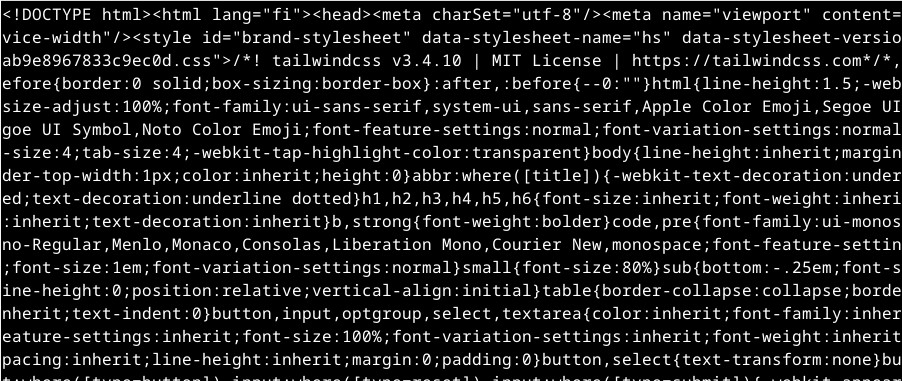 <!DOCTYPE html><html lang="fi"><head><meta charSet="utf-8"/><meta name="viewport" content=
vice-width"/><style id="brand-stylesheet" data-stylesheet-name="hs" data-stylesheet-versio
ab9e8967833c9ec0d.css">/*! tailwindcss v3.4.10 | MIT License | https://tailwindcss.com*/*,
efore{border:0 solid;box-sizing:border-box}:after,:before{--0:""}html{line-height:1.5;-web
size-adjust:100%;font-family:ui-sans-serif,system-ui,sans-serif,Apple Color Emoji,Segoe UI
goe UI Symbol,Noto Color Emoji;font-feature-settings:normal;font-variation-settings:normal
-size:4;tab-size:4;-webkit-tap-highlight-color:transparent}body{line-height:inherit;margin
der-top-width:1px;color:inherit;height:0}abbr:where([title]){-webkit-text-decoration:under
ed;text-decoration:underline dotted}h1,h2,h3,h4,h5,h6{font-size:inherit;font-weight:inherit
:inherit;text-decoration:inherit}b,strong{font-weight:bolder}code,pre{font-family:ui-monos
no-Regular,Menlo,Monaco,Consolas,Liberation Mono,Courier New,monospace;font-feature-settin
;font-size:1em;font-variation-settings:normal}small{font-size:80%}sub{bottom:-.25em;font-s
ine-height:0;position:relative;vertical-align:initial}table{border-collapse:collapse;borde
nherit;text-indent:0}button,input,optgroup,select,textarea{color:inherit;font-family:inher
eature-settings:inherit;font-size:100%;font-variation-settings:inherit;font-weight:inherit
pacing:inherit;line-height:inherit;margin:0;padding:0}button,select{text-transform:none}bu